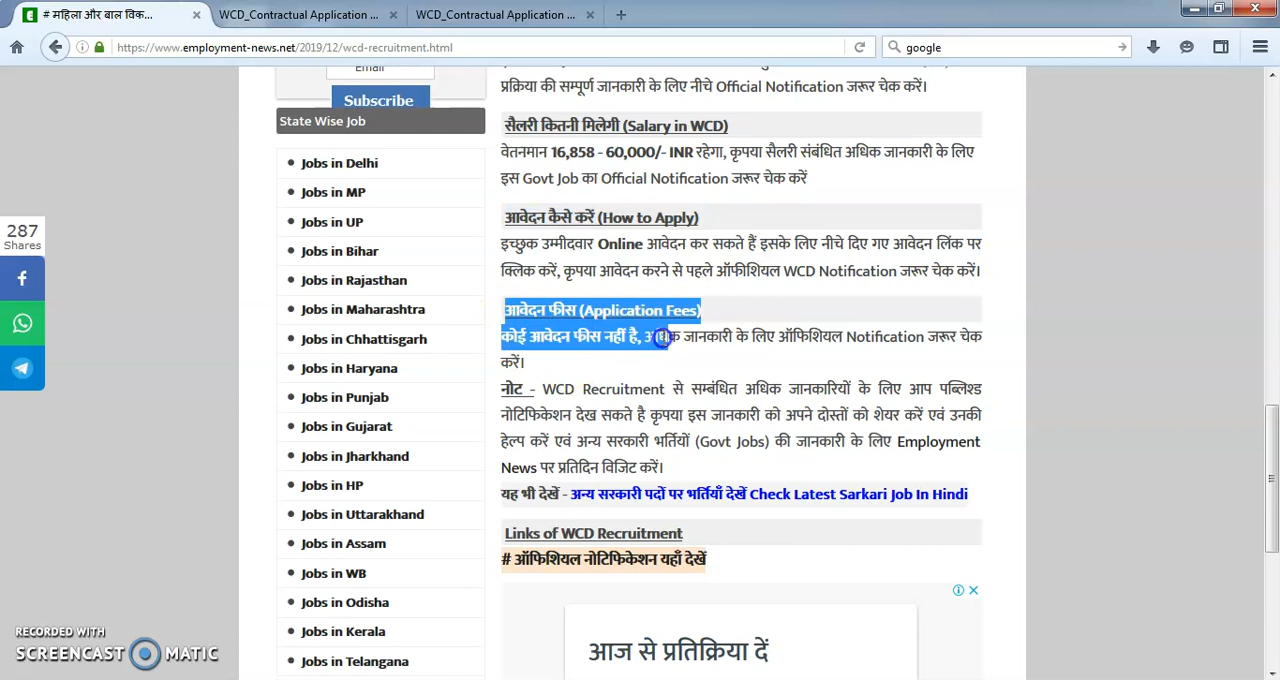 # महिला और बाल विक...
WCD_Contractual Application ...
WCD_Contractual Application ...
https://www.employment-news.net/2019/12/wcd-recruitment.html
google
Email
Subscribe
State Wise Job
Jobs in Delhi
Jobs in MP
Jobs in UP
Jobs in Bihar
Jobs in Rajasthan
Jobs in Maharashtra
Jobs in Chhattisgarh
Jobs in Haryana
Jobs in Punjab
Jobs in Gujarat
Jobs in Jharkhand
Jobs in HP
Jobs in Uttarakhand
Jobs in Assam
Jobs in WB
Jobs in Odisha
Jobs in Kerala
Jobs in Telangana
287
Shares
प्रक्रिया की सम्पूर्ण जानकारी के लिए नीचे Official Notification जरूर चेक करें।
सैलरी कितनी मिलेगी (Salary in WCD)
वेतनमान 16,858 - 60,000/- INR रहेगा, कृपया सैलरी संबंधित अधिक जानकारी के लिए
इस Govt Job का Official Notification जरूर चेक करें
आवेदन कैसे करें (How to Apply)
इच्छुक उम्मीदवार Online आवेदन कर सकते हैं इसके लिए नीचे दिए गए आवेदन लिंक पर
क्लिक करें, कृपया आवेदन करने से पहले ऑफीशियल WCD Notification जरूर चेक करें।
आवेदन फीस (Application Fees)
कोई आवेदन फीस नहीं है, अधिक जानकारी के लिए ऑफिशियल Notification जरूर चेक
करें।
नोट - WCD Recruitment से सम्बंधित अधिक जानकारियों के लिए आप पब्लिश्ड
नोटिफिकेशन देख सकते है कृपया इस जानकारी को अपने दोस्तों को शेयर करें एवं उनकी
हेल्प करें एवं अन्य सरकारी भर्तियों (Govt Jobs) की जानकारी के लिए Employment
News पर प्रतिदिन विजिट करें।
यह भी देखें - अन्य सरकारी पदों पर भर्तियाँ देखें Check Latest Sarkari Job In Hindi
Links of WCD Recruitment
# ऑफिशियल नोटिफिकेशन यहाँ देखें
आज से प्रतिक्रिया दें
RECORDED WITH
SCREENCAST MATIC